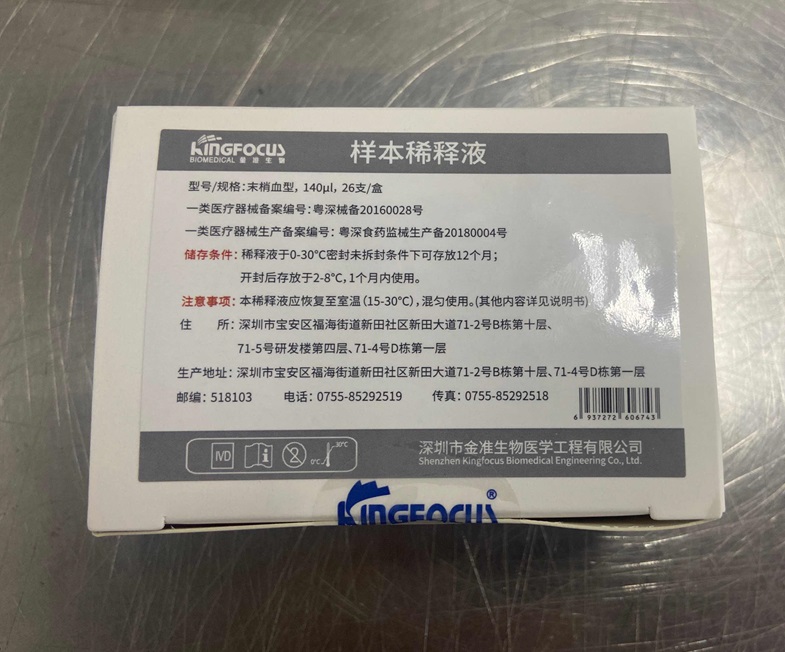 KINGFOCUS
BIOMEDICAL 金准生物
样本稀释液
型号/规格: 末梢血型, 140μl, 26支/盒
一类医疗器械备案编号: 粤深械备20160028号
一类医疗器械生产备案编号: 粤深食药监械生产备20180004号
储存条件: 稀释液于0-30℃密封未拆封条件下可存放12个月;
开封后存放于2-8℃, 1个月内使用。
注意事项: 本稀释液应恢复至室温 (15-30℃), 混匀使用。(其他内容详见说明书)
住 所: 深圳市宝安区福海街道新田社区新田大道71-2号B栋第十层、
71-5号研发楼第四层、71-4号D栋第一层
生产地址: 深圳市宝安区福海街道新田社区新田大道71-2号B栋第十层、71-4号D栋第一层
邮编: 518103 电话: 0755-85292519 传真: 0755-85292518
6 937272 606743
IVD i 2 0℃ 30℃
深圳市金准生物医学工程有限公司
Shenzhen Kingfocus Biomedical Engineering Co., Ltd.
KINGFOCUS®